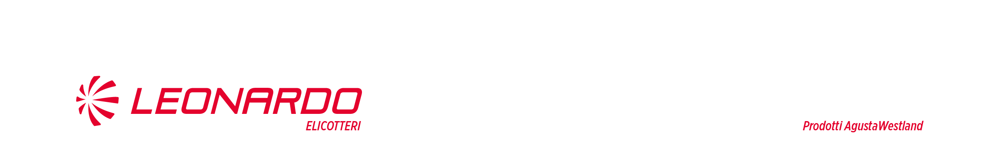 LEONARDO
ELICOTTERI
Prodotti AgustaWestland